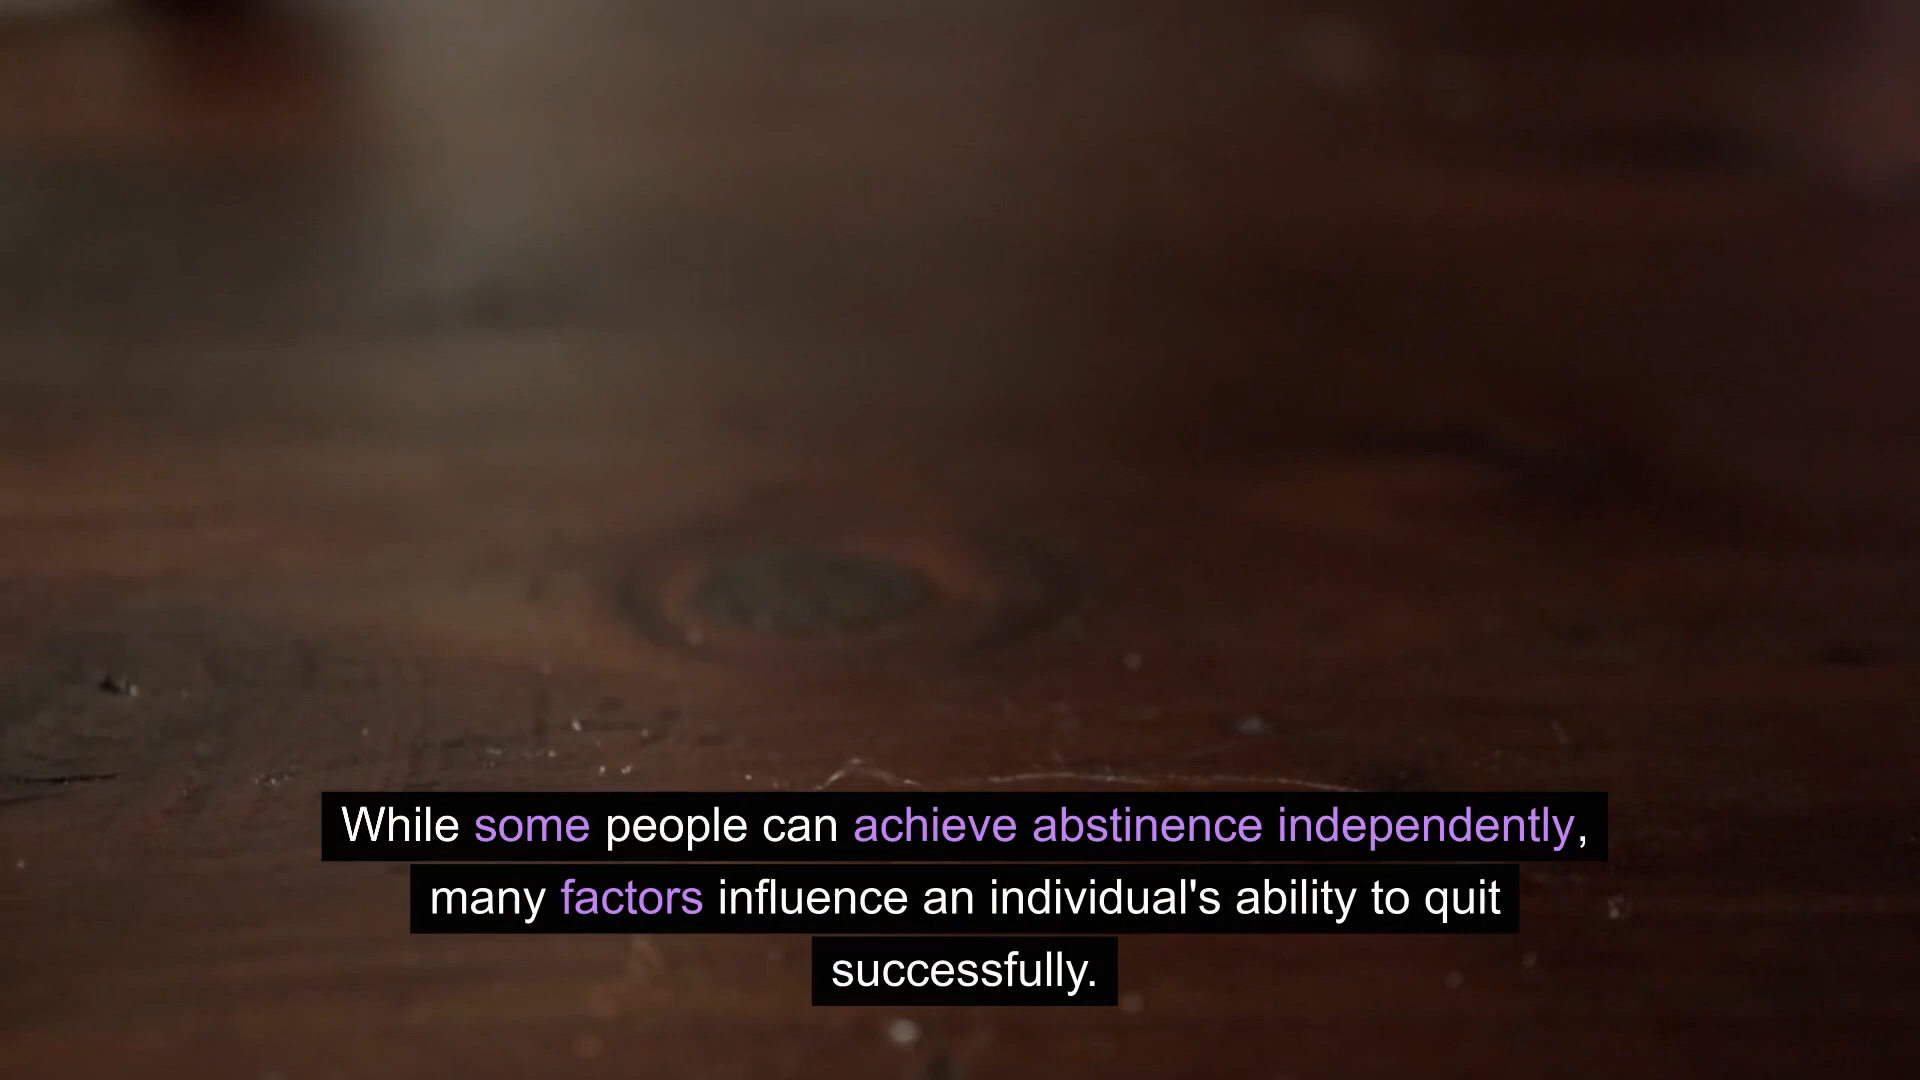 While some people can achieve abstinence independently,
many factors influence an individual's ability to quit
successfully.